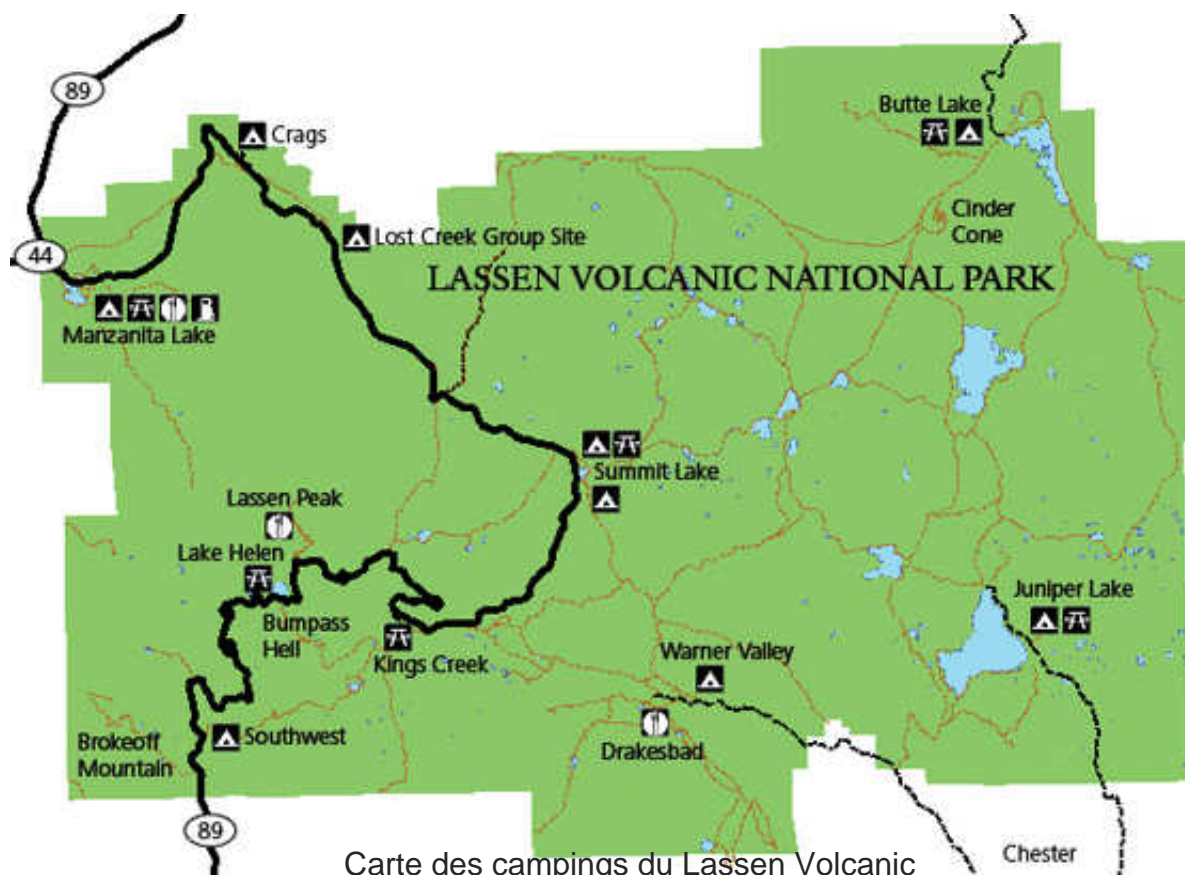 89
Butte Lake
Crags
Cinder
Cone
Lost Creek Group Site
44
LASSEN VOLCANIC NATIONAL PARK
Manzanita Lake
Summit Lake
Lassen Peak
Lake Helen
Juniper Lake
Bumpass
Hell
Kings Creek
Warner Valley
Southwest
Brokeoff
Mountain
Drakesbad
89
Chester
Carte des campings du Lassen Volcanic